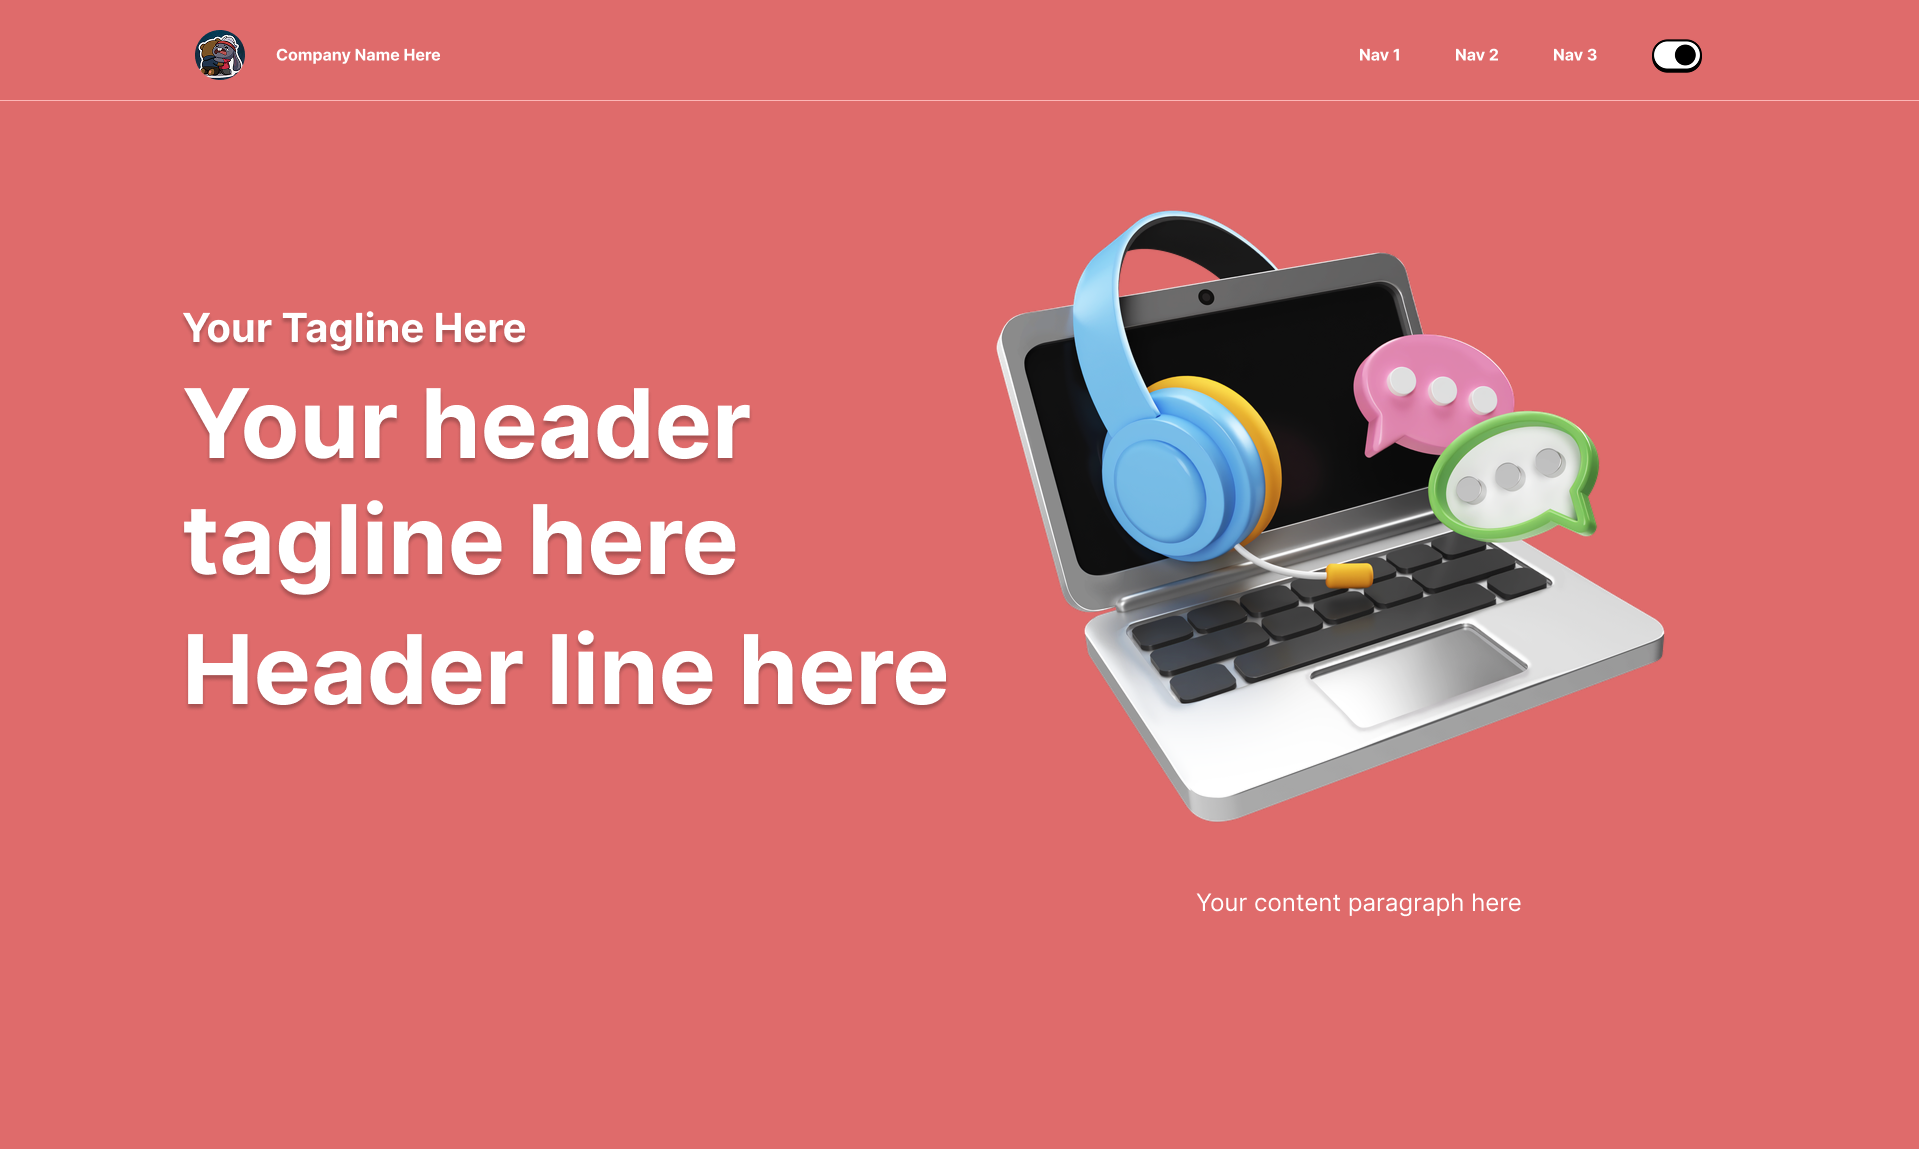 Company Name Here
Nav 1
Nav 2
Nav 3
Your Tagline Here
Your header
tagline here
Header line here
Your content paragraph here